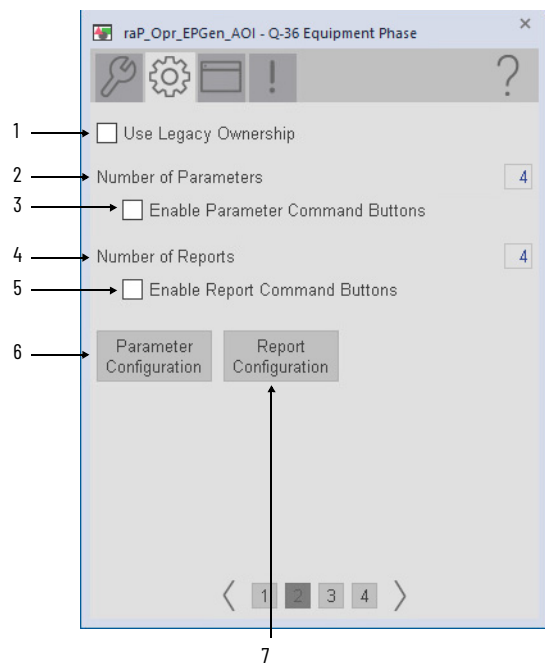 raP_Opr_EPGen_AOI - Q-36 Equipment Phase
1 Use Legacy Ownership
2 Number of Parameters 4
3 Enable Parameter Command Buttons
4 Number of Reports 4
5 Enable Report Command Buttons
6 Parameter Configuration
Report Configuration
1 2 3 4
7